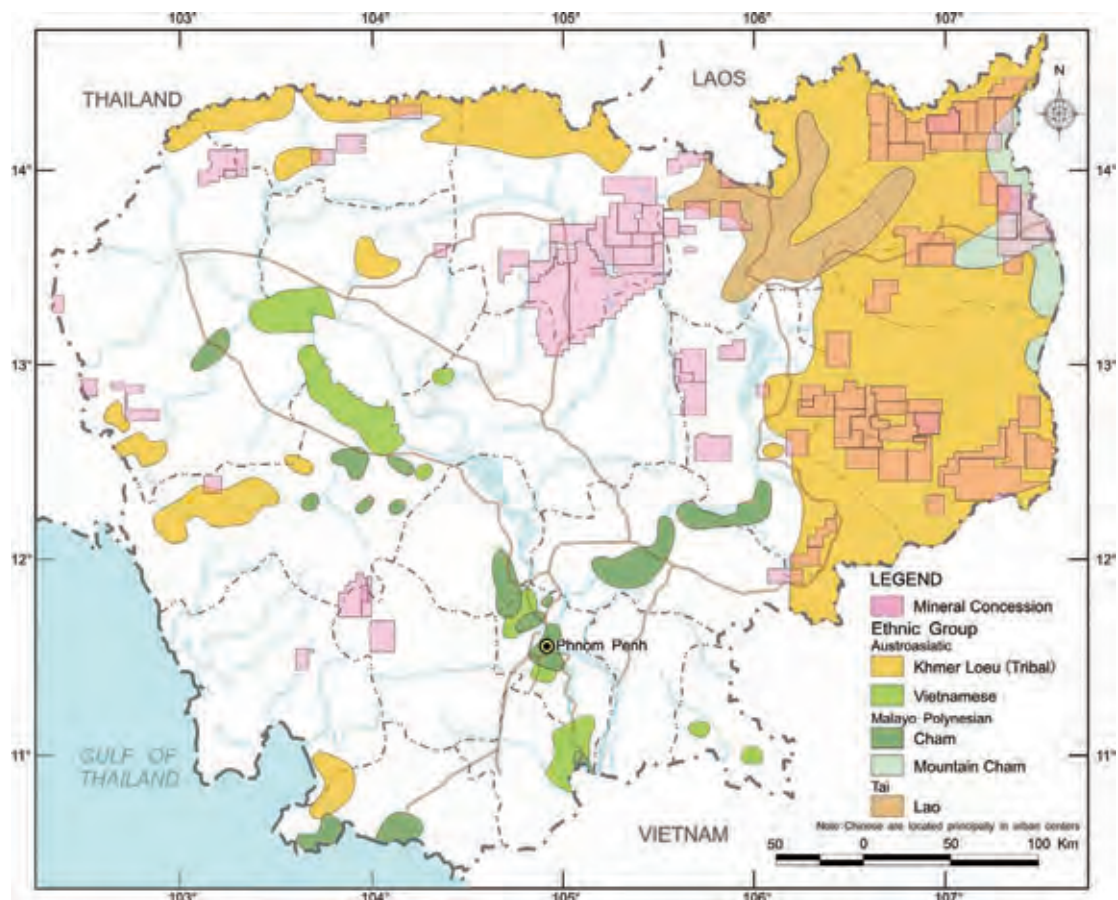 103° 104° 105° 106° 107°
THAILAND
LAOS
N
14° 14°
13° 13°
12° 12°
11° 11°
Phnom Penh
GULF OF
THAILAND
VIETNAM
LEGEND
Mineral Concession
Ethnic Group
Austroasiatic
Khmer Loeu (Tribal)
Vietnamese
Malayo Polynesian
Cham
Mountain Cham
Tai
Lao
Note: Chinese are located principally in urban centers
50 0 50 100 Km
103° 104° 105° 106° 107°